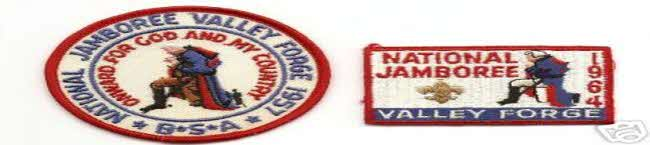 NATIONAL JAMBOREE VALLEY FORGE 1957
ONWARD FOR GOD AND MY COUNTRY
★ B★S★A ★
NATIONAL
JAMBOREE
1964
VALLEY FORGE